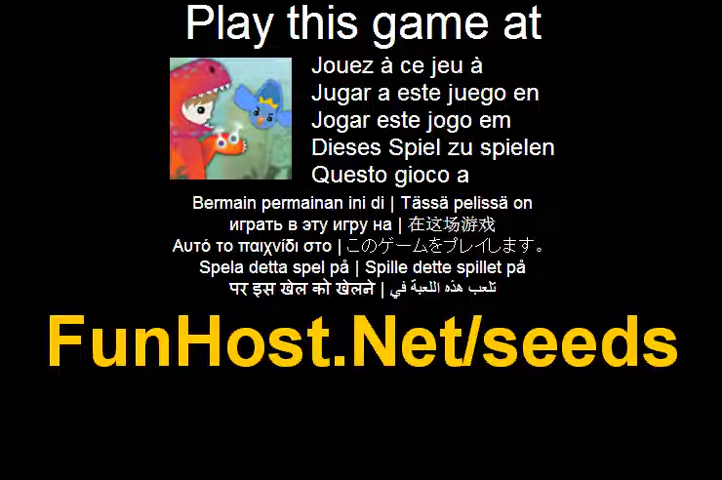 Play this game at
Jouez à ce jeu à
Jugar a este juego en
Jogar este jogo em
Dieses Spiel zu spielen
Questo gioco a
Bermain permainan ini di | Tässä pelissä on
играть в эту игру на | 在这场游戏
Αυτό το παιχνίδι στο | このゲームをプレイします。
Spela detta spel på | Spille dette spillet på
पर इस खेल को खेलने | تلعب هذه اللعبة في
FunHost.Net/seeds